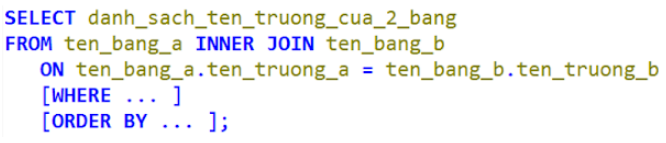 SELECT danh_sach_ten_truong_cua_2_bang
FROM ten_bang_a INNER JOIN ten_bang_b
ON ten_bang_a.ten_truong_a = ten_bang_b.ten_truong_b
[WHERE ... ]
[ORDER BY ... ];